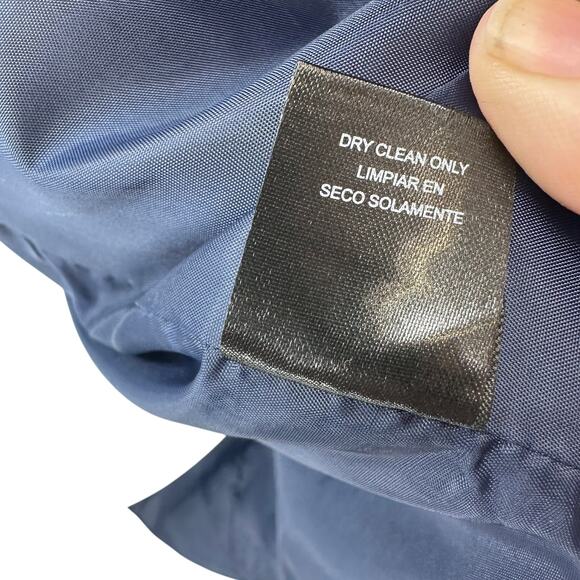 DRY CLEAN ONLY
LIMPIAR EN
SECO SOLAMENTE